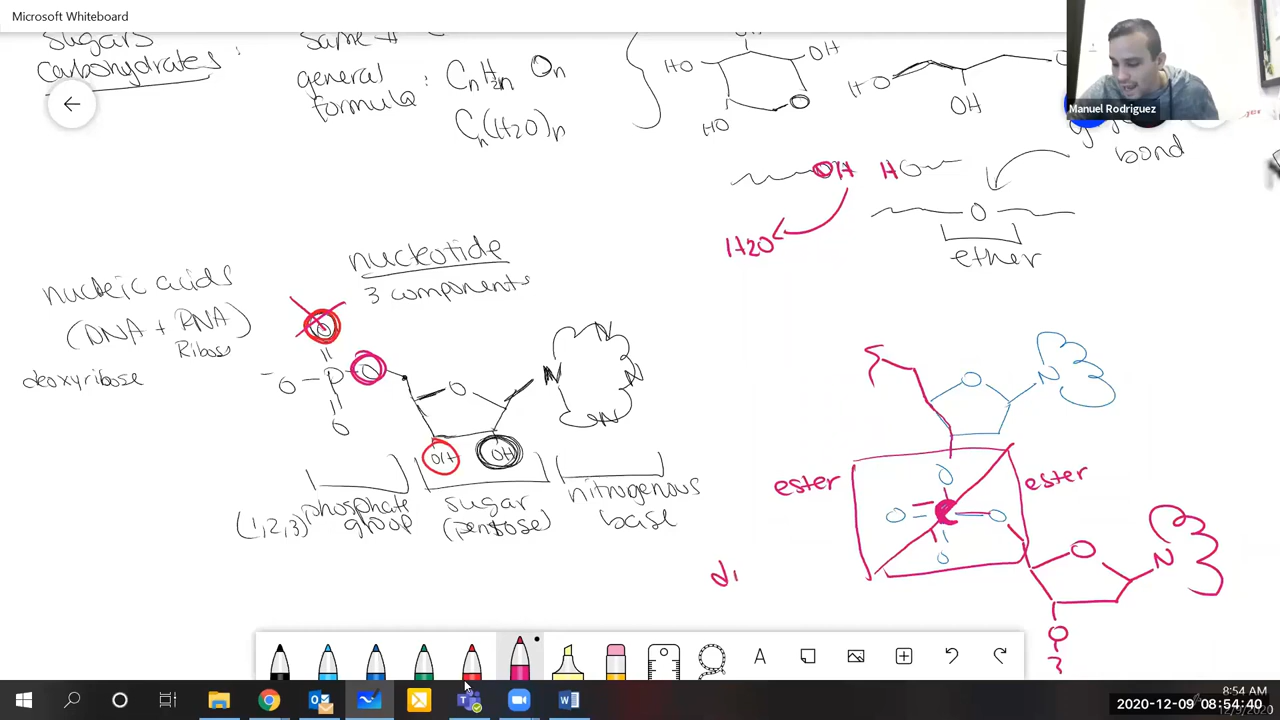 Microsoft Whiteboard
sugars
carbohydrates :
same #
general
formula :
CnH2nOn
Cn(H2O)n
HO
OH
HO
O
HO
OH
Manuel Rodriguez
bond
OH HO
H2O
O
ether
nucleic acids
(DNA + RNA)
Ribose
deoxyribose
nucleotide
3 components
O
-O-P-O
O
O
OH
OH
N
N
N
N
phosphate
group
(1,2,3)
sugar
(pentose)
nitrogenous
base
O
N
ester
ester
O
O
O
O
O
N
O
di
A
8:54 AM
2020-12-09 08:54:40